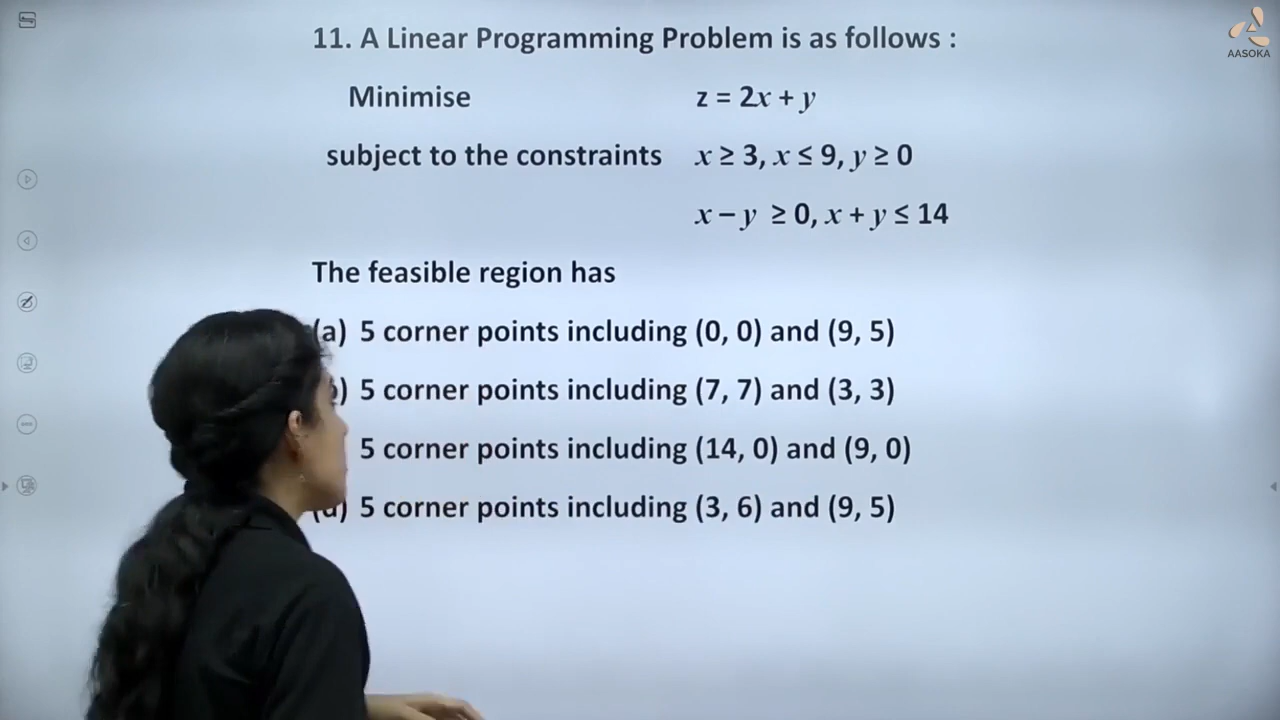 AASOKA
11. A Linear Programming Problem is as follows :
Minimise z = 2x + y
subject to the constraints x ≥ 3, x ≤ 9, y ≥ 0
x – y ≥ 0, x + y ≤ 14
The feasible region has
(a) 5 corner points including (0, 0) and (9, 5)
) 5 corner points including (7, 7) and (3, 3)
5 corner points including (14, 0) and (9, 0)
(d) 5 corner points including (3, 6) and (9, 5)